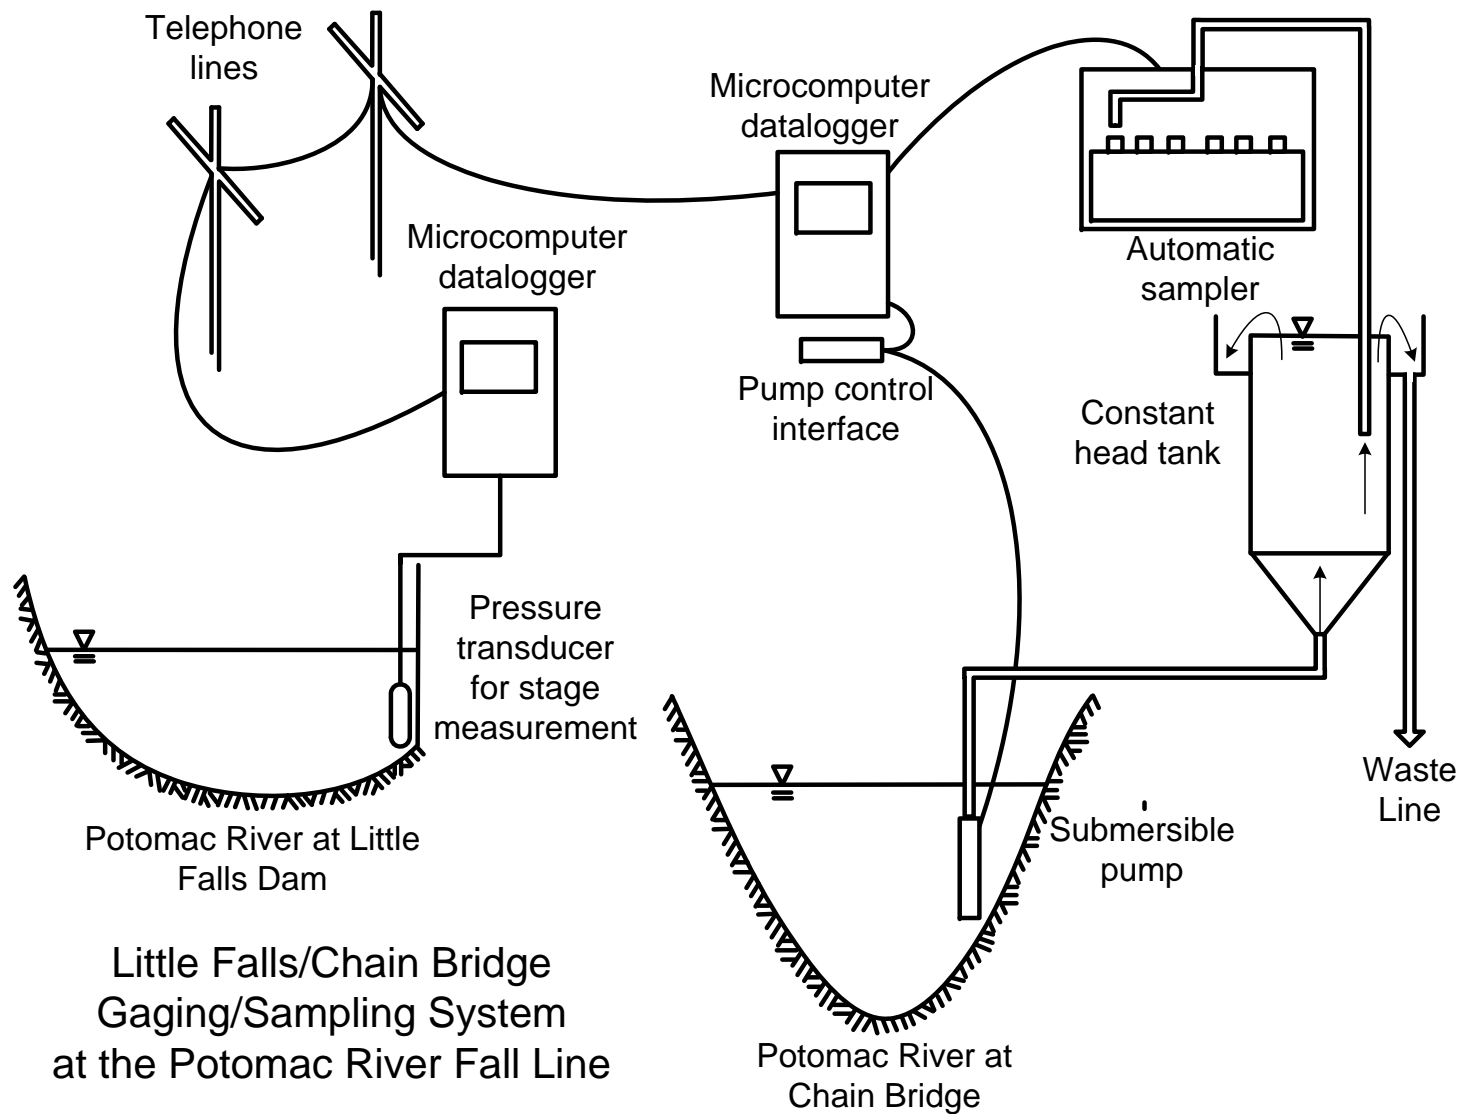 Telephone
lines
Microcomputer
datalogger
Microcomputer
datalogger
Automatic
sampler
Pump control
interface
Constant
head tank
Pressure
transducer
for stage
measurement
Waste
Line
Submersible
pump
Potomac River at Little
Falls Dam
Little Falls/Chain Bridge
Gaging/Sampling System
at the Potomac River Fall Line
Potomac River at
Chain Bridge